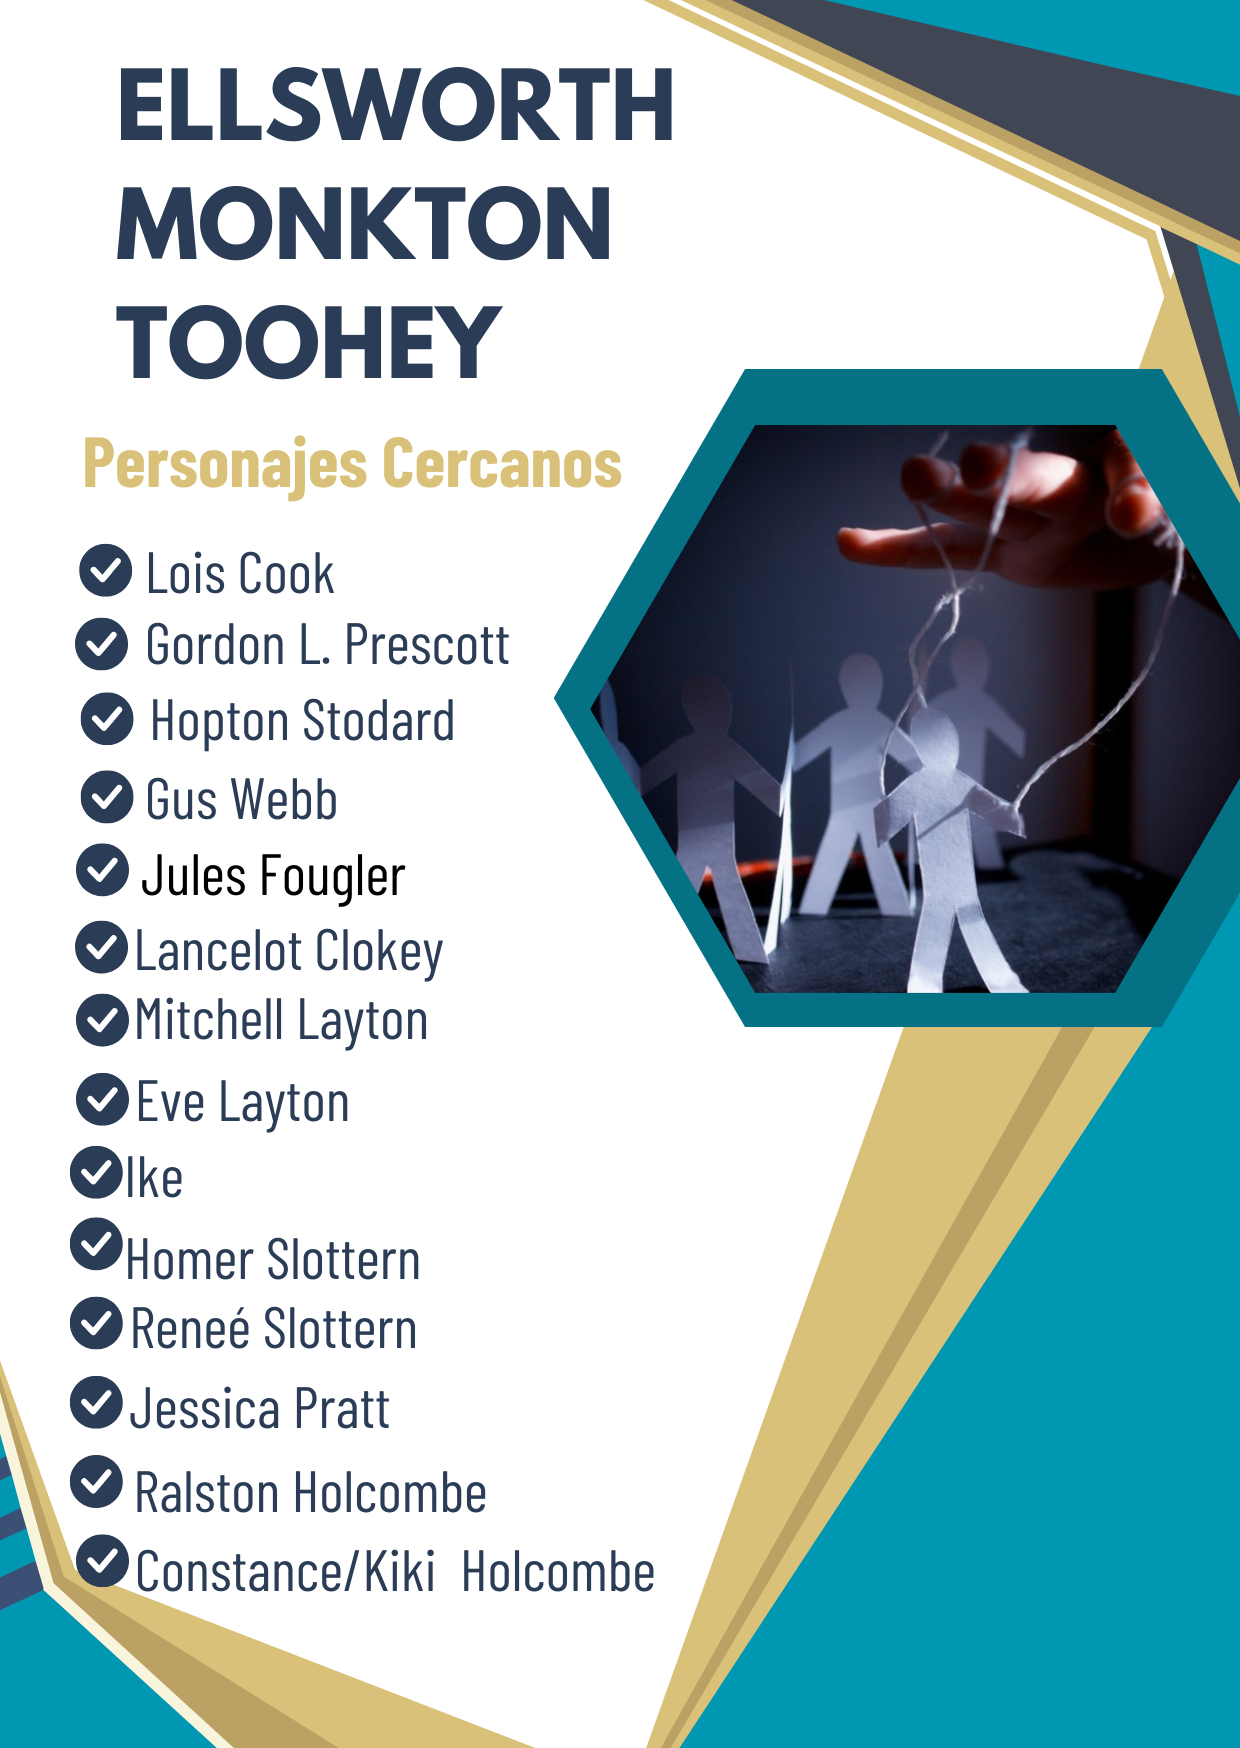 ELLSWORTH
MONKTON
TOOHEY
Personajes Cercanos
Lois Cook
Gordon L. Prescott
Hopton Stodard
Gus Webb
Jules Fougler
Lancelot Clokey
Mitchell Layton
Eve Layton
Ike
Homer Slottern
Reneé Slottern
Jessica Pratt
Ralston Holcombe
Constance/Kiki Holcombe